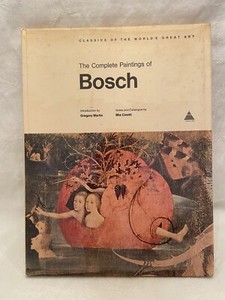 CLASSICS OF THE WORLD'S GREAT ART
The Complete Paintings of
Bosch
Introduction by
Gregory Martin
Notes and Catalogue by
Mia Cinotti